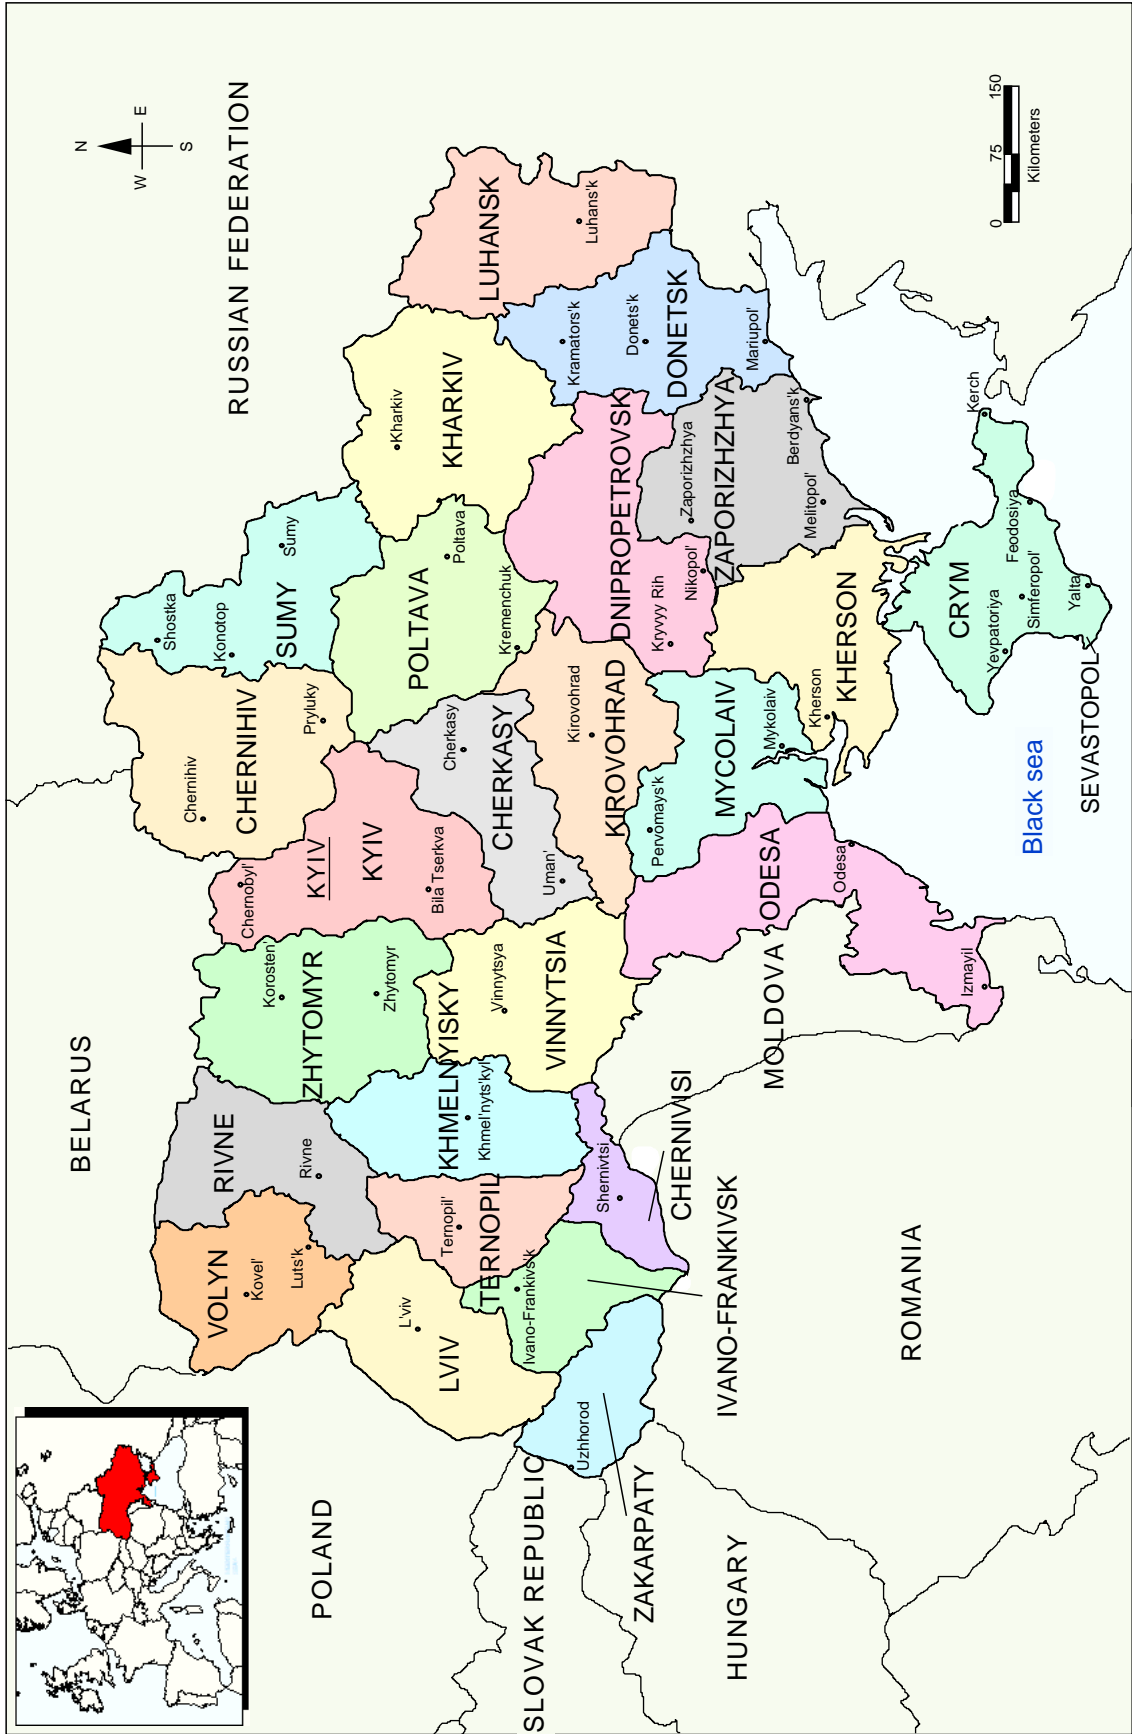 N
W
E
S
RUSSIAN FEDERATION
BELARUS
POLAND
SLOVAK REPUBLIC
HUNGARY
ROMANIA
MOLDOVA
Black sea
SEVASTOPOL
0
75
150
Kilometers
VOLYN
Kovel'
Luts'k
RIVNE
Rivne
ZHYTOMYR
Korosten'
Zhytomyr
KYIV
KYIV
Chernobyl'
Bila Tserkva
CHERNIHIV
Chernihiv
Pryluky
SUMY
Shostka
Konotop
Sumy
LVIV
L'viv
TERNOPIL
Ternopil'
KHMELNYISKY
Khmel'nyts'kyl
VINNYTSIA
Vinnytsya
CHERKASY
Cherkasy
Uman'
POLTAVA
Poltava
Kremenchuk
KHARKIV
Kharkiv
LUHANSK
Luhans'k
ZAKARPATY
Uzhhorod
IVANO-FRANKIVSK
Ivano-Frankivs'k
CHERNIVISI
Shernivtsi
KIROVOHRAD
Kirovohrad
DNIPROPETROVSK
Kryvyy Rih
Nikopol'
DONETSK
Kramators'k
Donets'k
Mariupol'
ZAPORIZHZHYA
Zaporizhzhya
Melitopol'
Berdyans'k
ODESA
Odesa
Izmayil
MYCOLAIV
Pervomays'k
Mykolaiv
KHERSON
Kherson
CRYM
Yevpatoriya
Simferopol'
Feodosiya
Kerch
Yalta